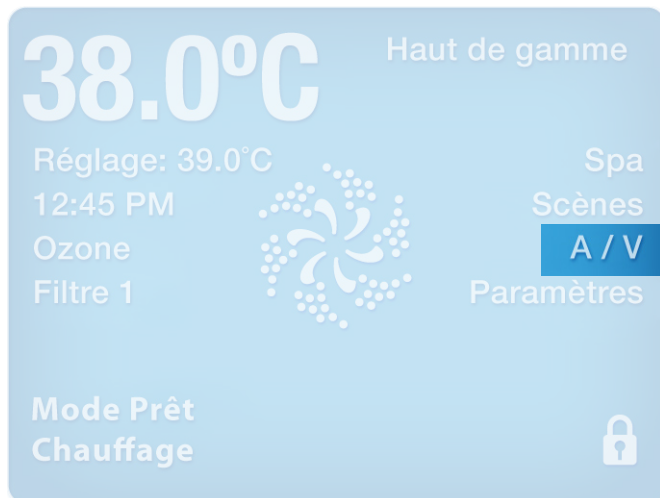 38.0ºC
Haut de gamme
Réglage: 39.0°C
12:45 PM
Ozone
Filtre 1
Spa
Scènes
A / V
Paramètres
Mode Prêt
Chauffage